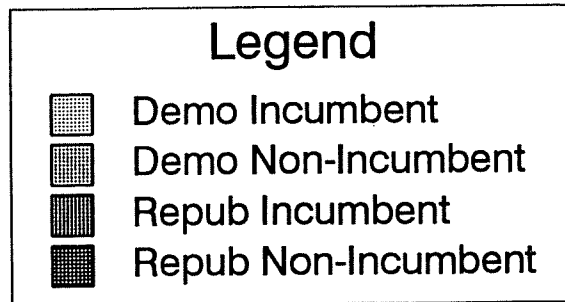 Legend
Demo Incumbent
Demo Non-Incumbent
Repub Incumbent
Repub Non-Incumbent